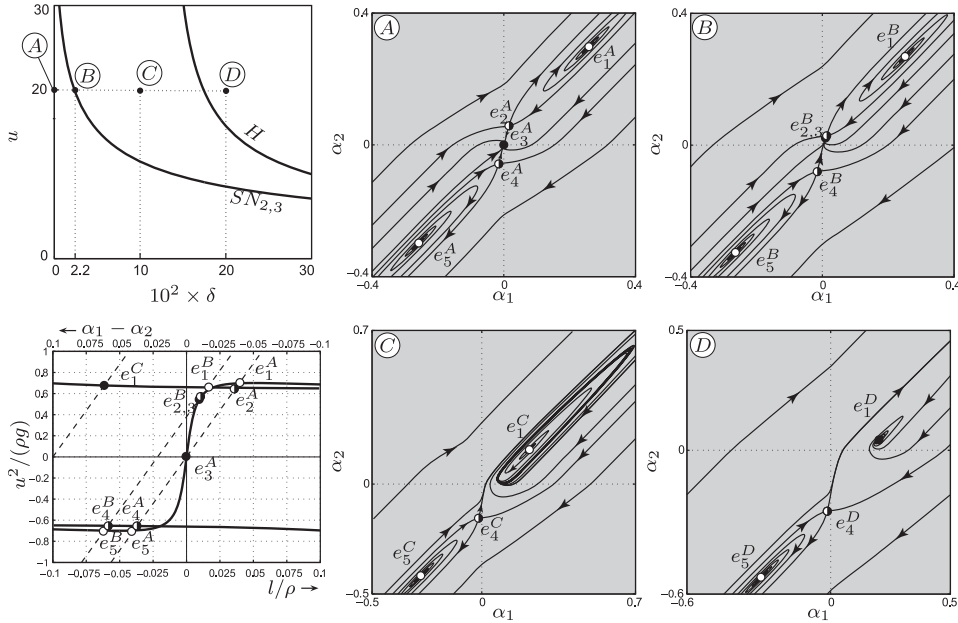 30
A
B
C
D
20
u
H
SN₂,₃
0
0
2.2
10
20
30
10² × δ
A
0.4
α₂
0
−0.4
−0.4
0
0.4
α₁
e₁ᴬ
e₂ᴬ
e₃ᴬ
e₄ᴬ
e₅ᴬ
B
0.4
α₂
0
−0.4
−0.4
0
0.4
α₁
e₁ᴮ
e₂,₃ᴮ
e₄ᴮ
e₅ᴮ
← α₁ − α₂
0.1 0.075 0.05 0.025 0 -0.025 -0.05 -0.075 -0.1
1
0.8
0.6
0.4
0.2
0
-0.2
-0.4
-0.6
-0.8
-1
u²/(ρg)
e₁ᶜ
e₁ᴮ
e₁ᴬ
e₂,₃ᴮ
e₂ᴬ
e₃ᴬ
e₄ᴮ
e₄ᴬ
e₅ᴮ
e₅ᴬ
-0.1 -0.075 -0.05 -0.025 0 0.025 0.05 0.075 0.1
l/ρ →
C
0.7
α₂
0
−0.5
−0.5
0
0.7
α₁
e₁ᶜ
e₄ᶜ
e₅ᶜ
D
0.5
α₂
0
−0.6
−0.6
0
0.5
α₁
e₁ᴰ
e₄ᴰ
e₅ᴰ